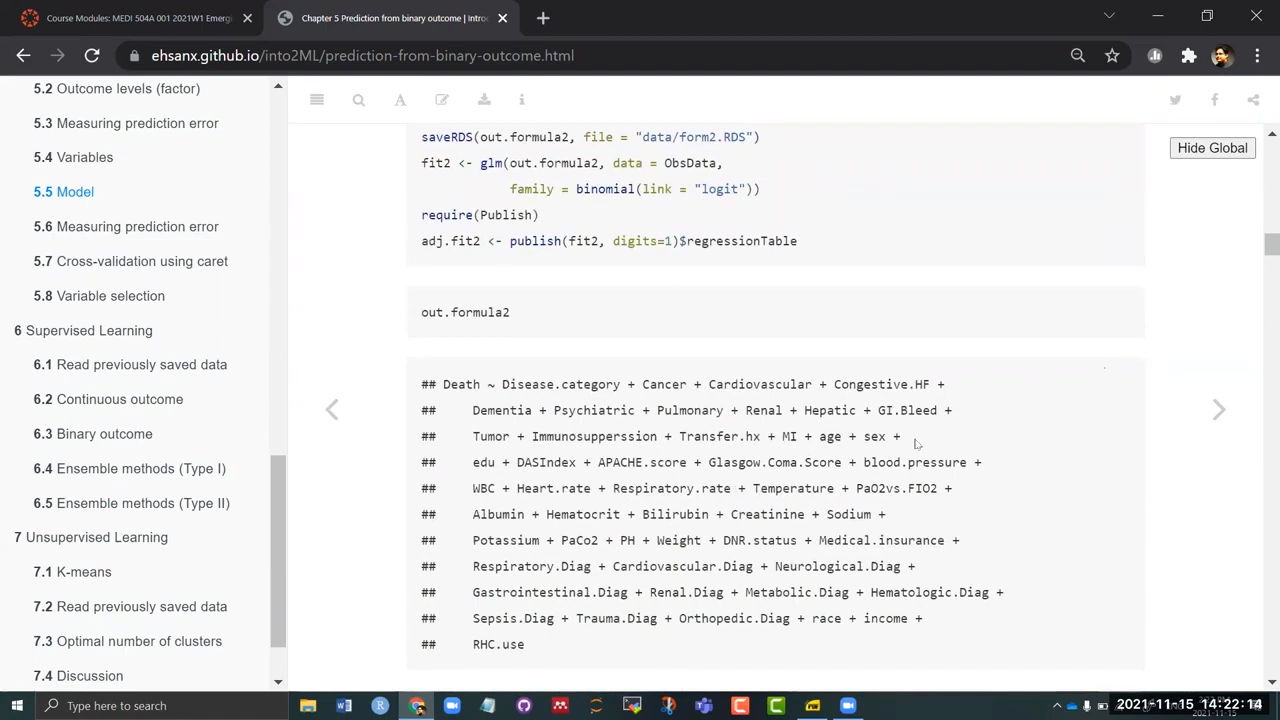 Course Modules: MEDI 504A 001 2021W1 Emergi
Chapter 5 Prediction from binary outcome | Intro
ehsanx.github.io/into2ML/prediction-from-binary-outcome.html
5.2 Outcome levels (factor)
5.3 Measuring prediction error
5.4 Variables
5.5 Model
5.6 Measuring prediction error
5.7 Cross-validation using caret
5.8 Variable selection
6 Supervised Learning
6.1 Read previously saved data
6.2 Continuous outcome
6.3 Binary outcome
6.4 Ensemble methods (Type I)
6.5 Ensemble methods (Type II)
7 Unsupervised Learning
7.1 K-means
7.2 Read previously saved data
7.3 Optimal number of clusters
7.4 Discussion
Hide Global
saveRDS(out.formula2, file = "data/form2.RDS")
fit2 <- glm(out.formula2, data = ObsData,
family = binomial(link = "logit"))
require(Publish)
adj.fit2 <- publish(fit2, digits=1)$regressionTable
out.formula2
## Death ~ Disease.category + Cancer + Cardiovascular + Congestive.HF +
## Dementia + Psychiatric + Pulmonary + Renal + Hepatic + GI.Bleed +
## Tumor + Immunosupperssion + Transfer.hx + MI + age + sex +
## edu + DASIndex + APACHE.score + Glasgow.Coma.Score + blood.pressure +
## WBC + Heart.rate + Respiratory.rate + Temperature + PaO2vs.FIO2 +
## Albumin + Hematocrit + Bilirubin + Creatinine + Sodium +
## Potassium + PaCo2 + PH + Weight + DNR.status + Medical.insurance +
## Respiratory.Diag + Cardiovascular.Diag + Neurological.Diag +
## Gastrointestinal.Diag + Renal.Diag + Metabolic.Diag + Hematologic.Diag +
## Sepsis.Diag + Trauma.Diag + Orthopedic.Diag + race + income +
## RHC.use
Type here to search
2021-11-15 14:22:14